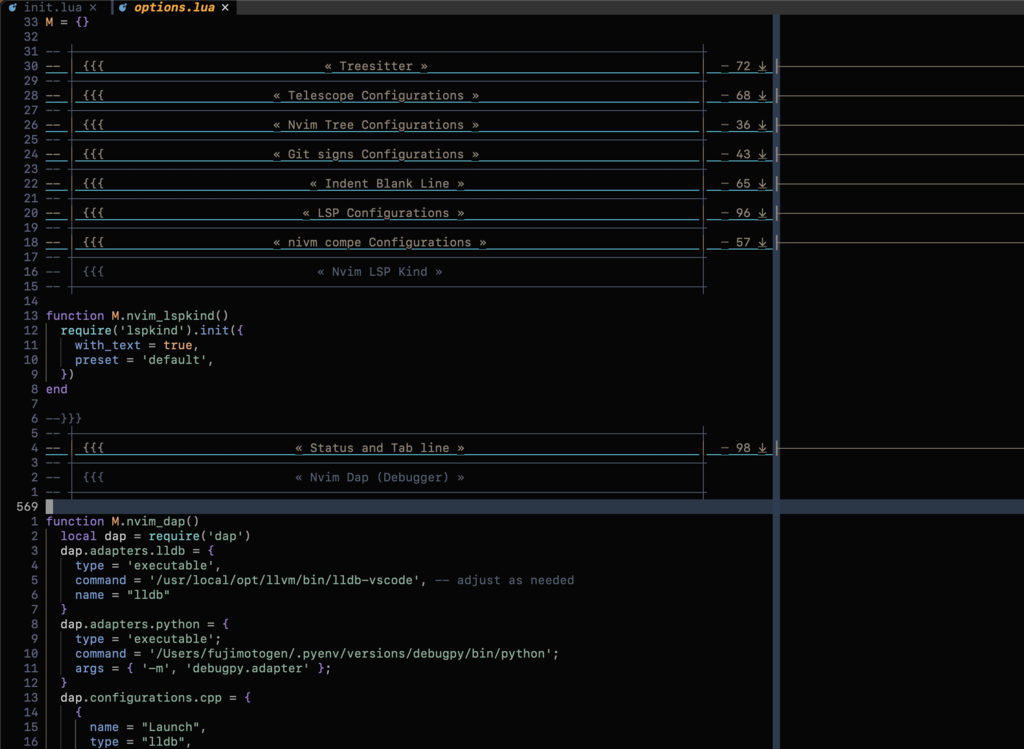 init.lua × options.lua ×
33 M = {}
32
31 --
30 -- {{{ « Treesitter » — 72 ↓
29 --
28 -- {{{ « Telescope Configurations » — 68 ↓
27 --
26 -- {{{ « Nvim Tree Configurations » — 36 ↓
25 --
24 -- {{{ « Git signs Configurations » — 43 ↓
23 --
22 -- {{{ « Indent Blank Line » — 65 ↓
21 --
20 -- {{{ « LSP Configurations » — 96 ↓
19 --
18 -- {{{ « nivm compe Configurations » — 57 ↓
17 --
16 -- {{{ « Nvim LSP Kind »
15 --
14
13 function M.nvim_lspkind()
12 require('lspkind').init({
11 with_text = true,
10 preset = 'default',
9 })
8 end
7
6 --}}}
5 --
4 -- {{{ « Status and Tab line » — 98 ↓
3 --
2 -- {{{ « Nvim Dap (Debugger) »
1 --
569
1 function M.nvim_dap()
2 local dap = require('dap')
3 dap.adapters.lldb = {
4 type = 'executable',
5 command = '/usr/local/opt/llvm/bin/lldb-vscode', -- adjust as needed
6 name = "lldb"
7 }
8 dap.adapters.python = {
9 type = 'executable';
10 command = '/Users/fujimotogen/.pyenv/versions/debugpy/bin/python';
11 args = { '-m', 'debugpy.adapter' };
12 }
13 dap.configurations.cpp = {
14 {
15 name = "Launch",
16 type = "lldb",